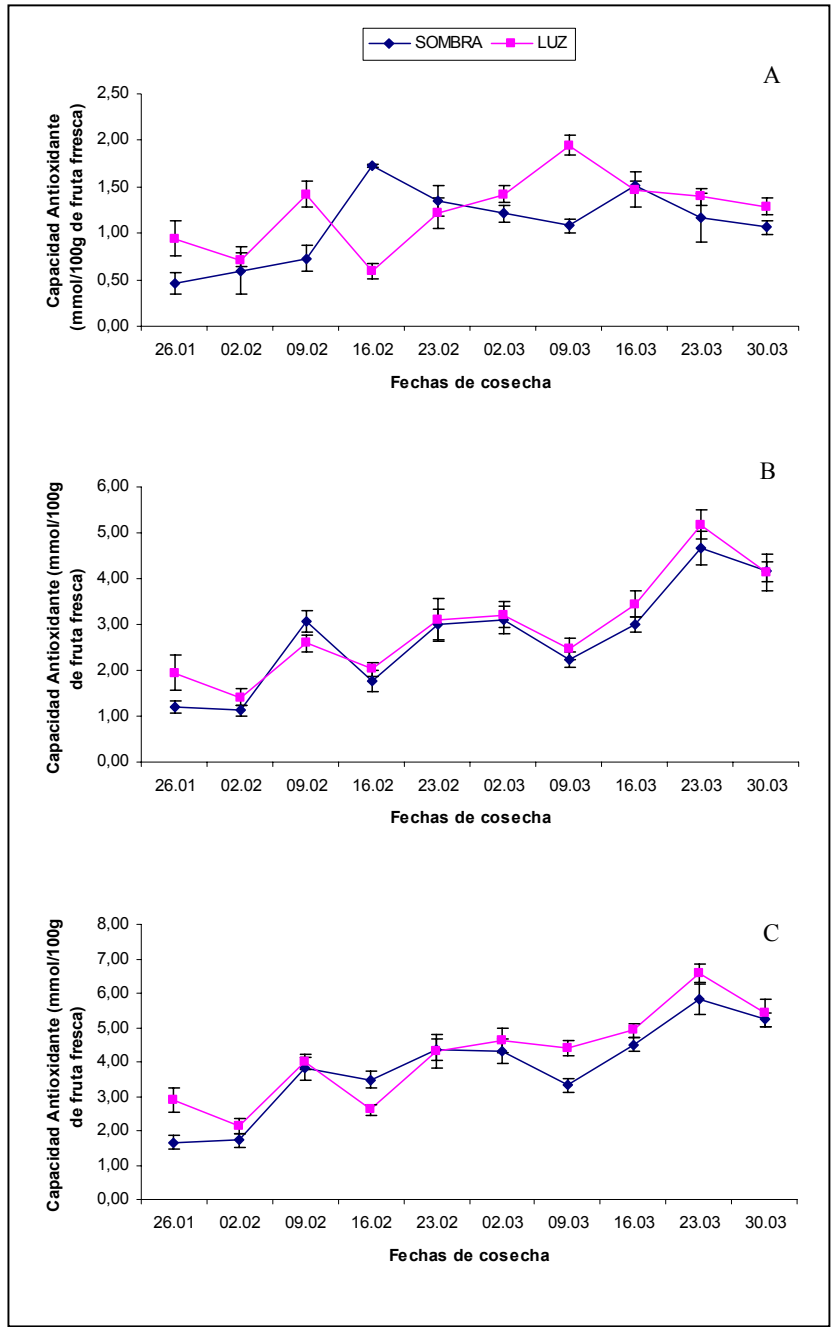 SOMBRA LUZ
A
Capacidad Antioxidante
(mmol/100g de fruta frresca)
2,50
2,00
1,50
1,00
0,50
0,00
26.01 02.02 09.02 16.02 23.02 02.03 09.03 16.03 23.03 30.03
Fechas de cosecha
B
Capacidad Antioxidante (mmol/100g
de fruta fresca)
6,00
5,00
4,00
3,00
2,00
1,00
0,00
26.01 02.02 09.02 16.02 23.02 02.03 09.03 16.03 23.03 30.03
Fechas de cosecha
C
Capacidad Antioxidante (mmol/100g
de fruta fresca)
8,00
7,00
6,00
5,00
4,00
3,00
2,00
1,00
0,00
26.01 02.02 09.02 16.02 23.02 02.03 09.03 16.03 23.03 30.03
Fechas de cosecha